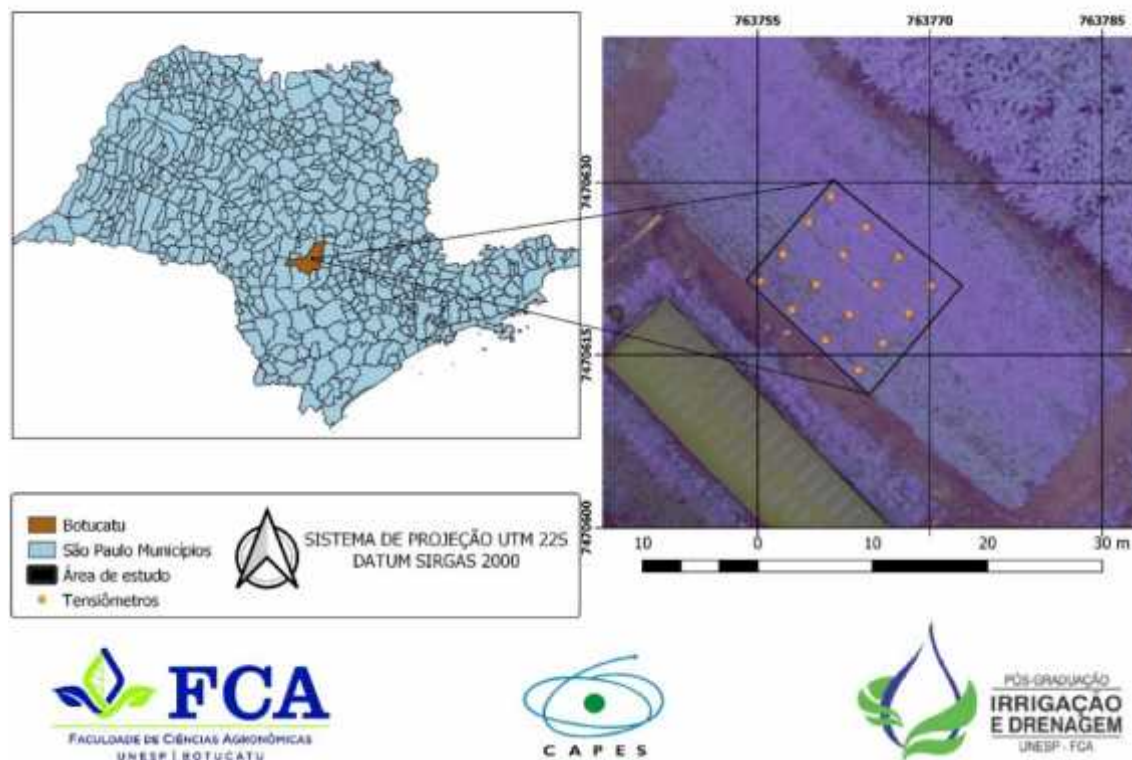 763755
763770
763785
7470630
7470615
7470600
Botucatu
São Paulo Municípios
Área de estudo
Tensiômetros
SISTEMA DE PROJEÇÃO UTM 22S
DATUM SIRGAS 2000
10 0 10 20 30 m
FCA
FACULDADE DE CIÊNCIAS AGRONÔMICAS
UNESP | BOTUCATU
CAPES
PÓS-GRADUAÇÃO
IRRIGAÇÃO
E DRENAGEM
UNESP - FCA